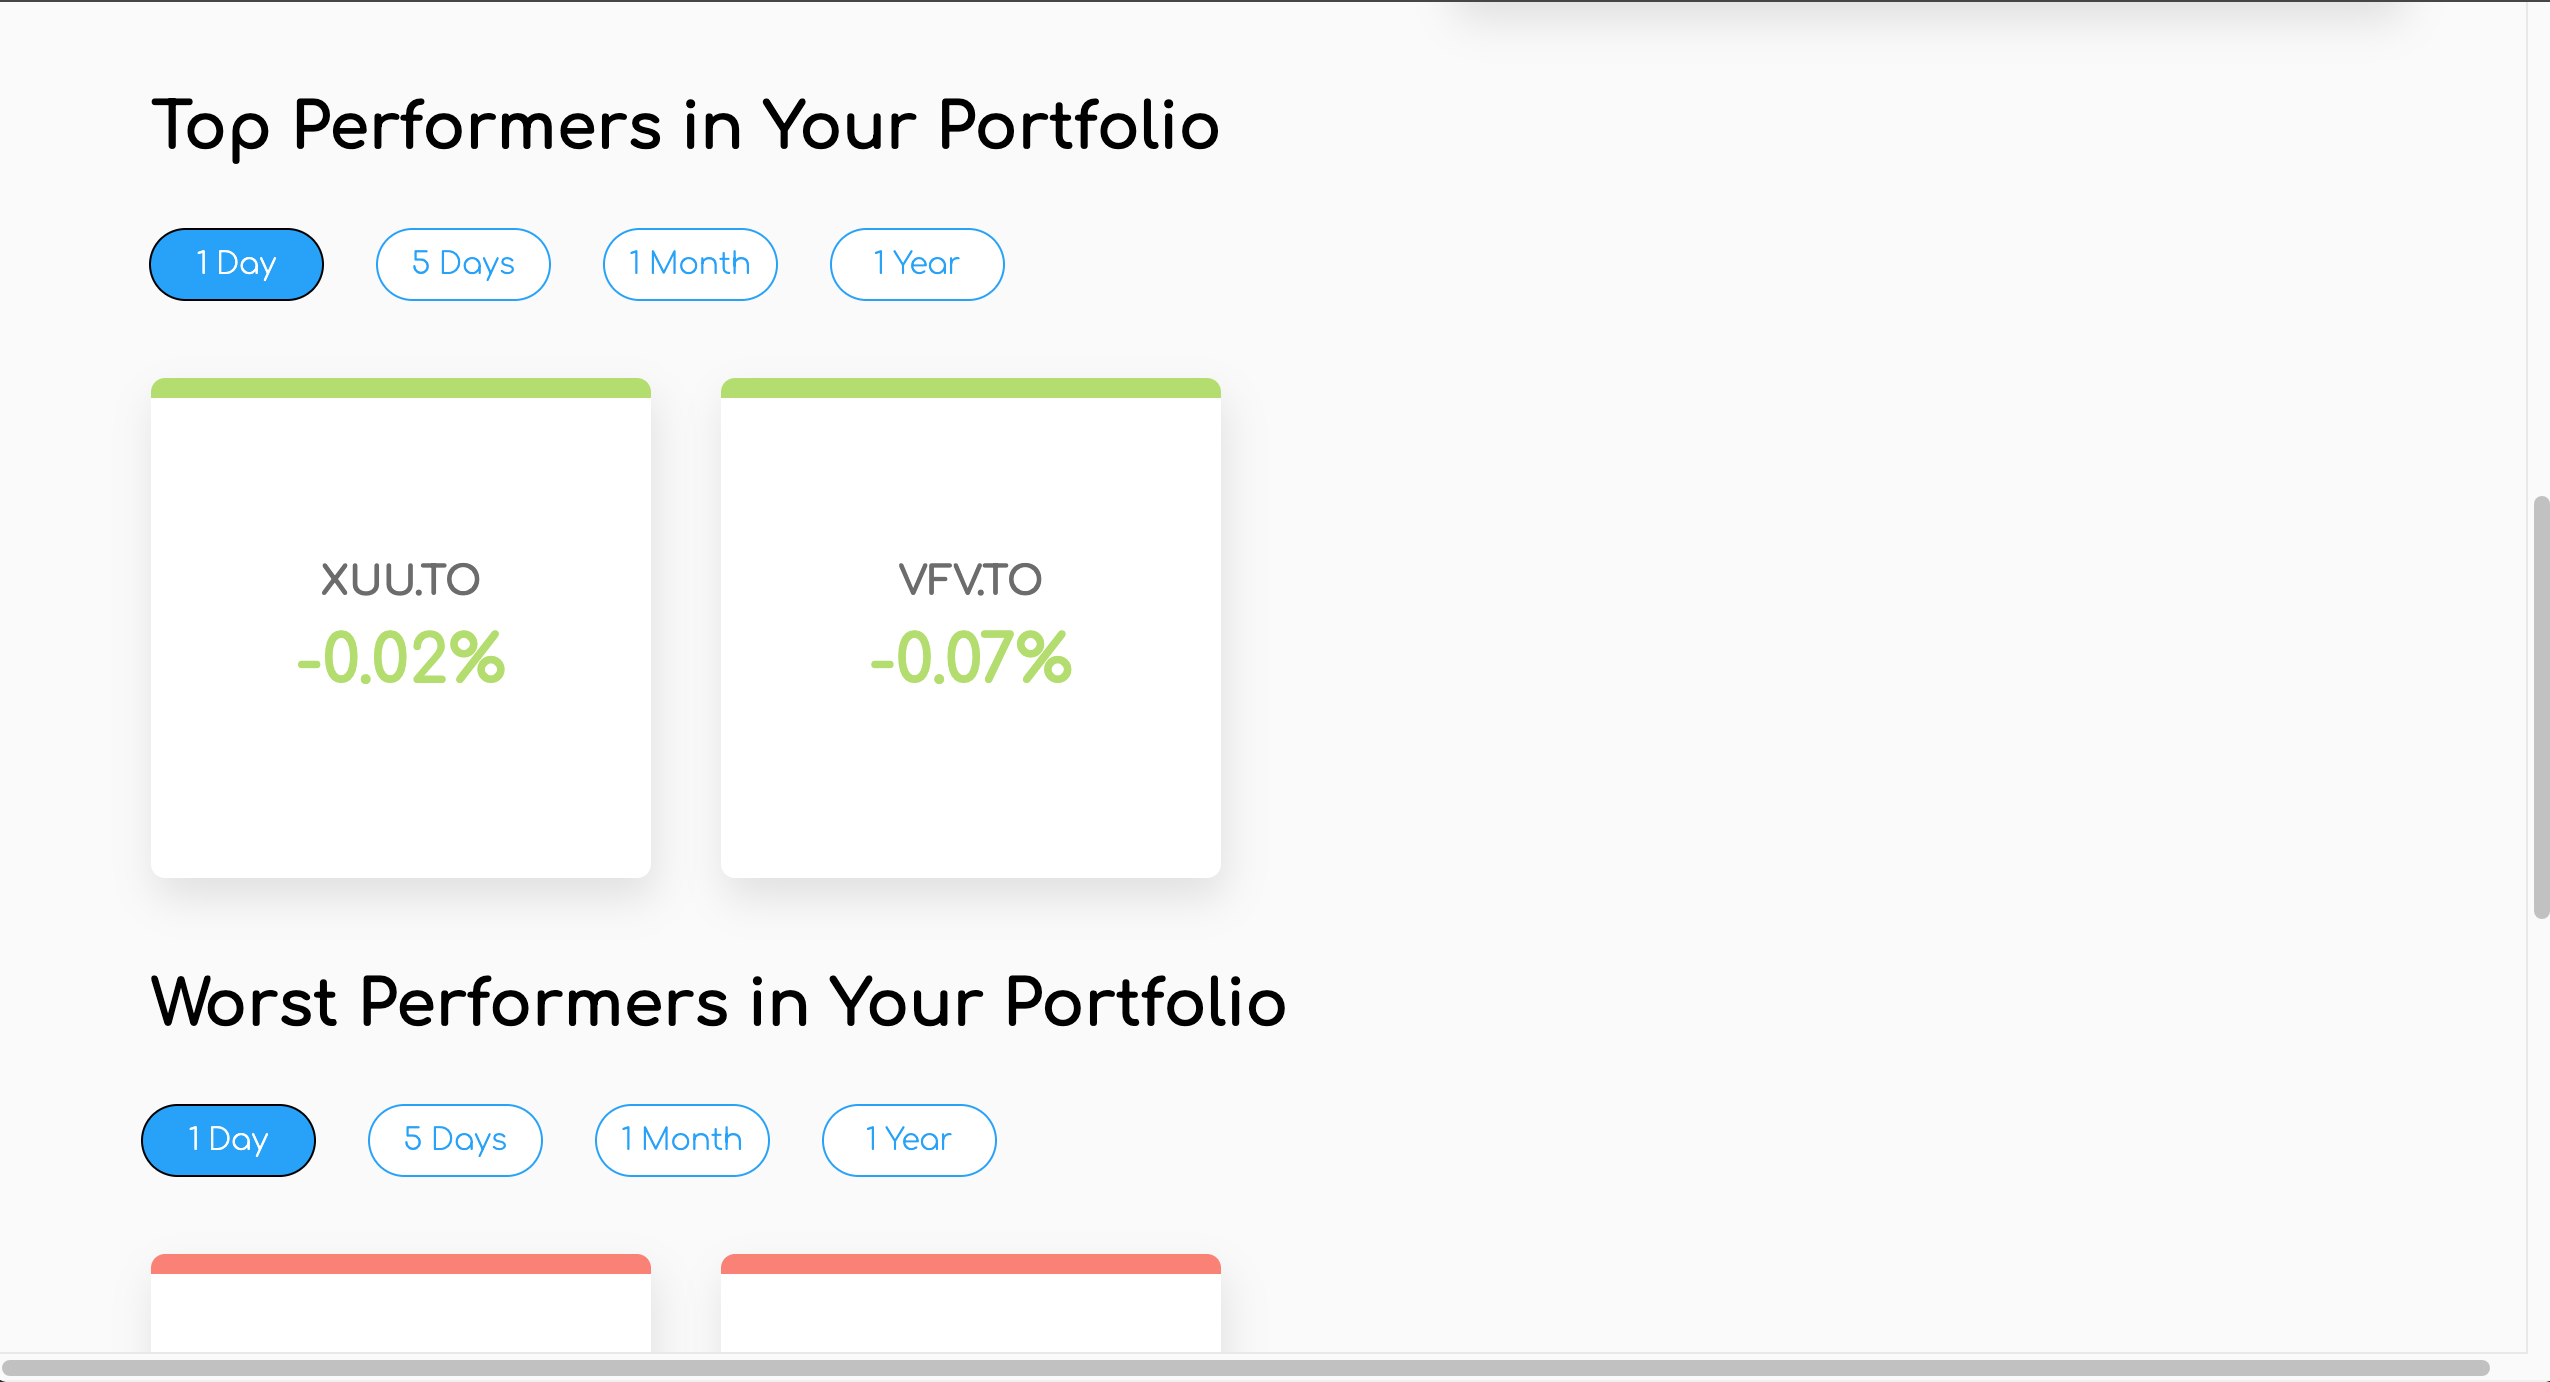 Top Performers in Your Portfolio
1 Day 5 Days 1 Month 1 Year
XUU.TO VFV.TO
-0.02% -0.07%
Worst Performers in Your Portfolio
1 Day 5 Days 1 Month 1 Year